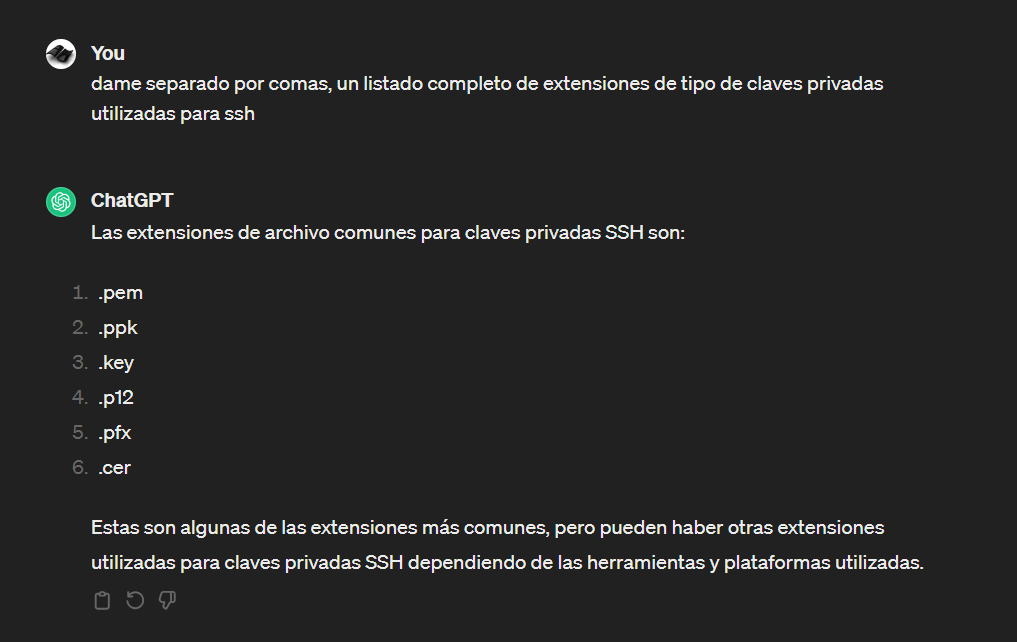 You
dame separado por comas, un listado completo de extensiones de tipo de claves privadas
utilizadas para ssh
ChatGPT
Las extensiones de archivo comunes para claves privadas SSH son:
1. .pem
2. .ppk
3. .key
4. .p12
5. .pfx
6. .cer
Estas son algunas de las extensiones más comunes, pero pueden haber otras extensiones
utilizadas para claves privadas SSH dependiendo de las herramientas y plataformas utilizadas.